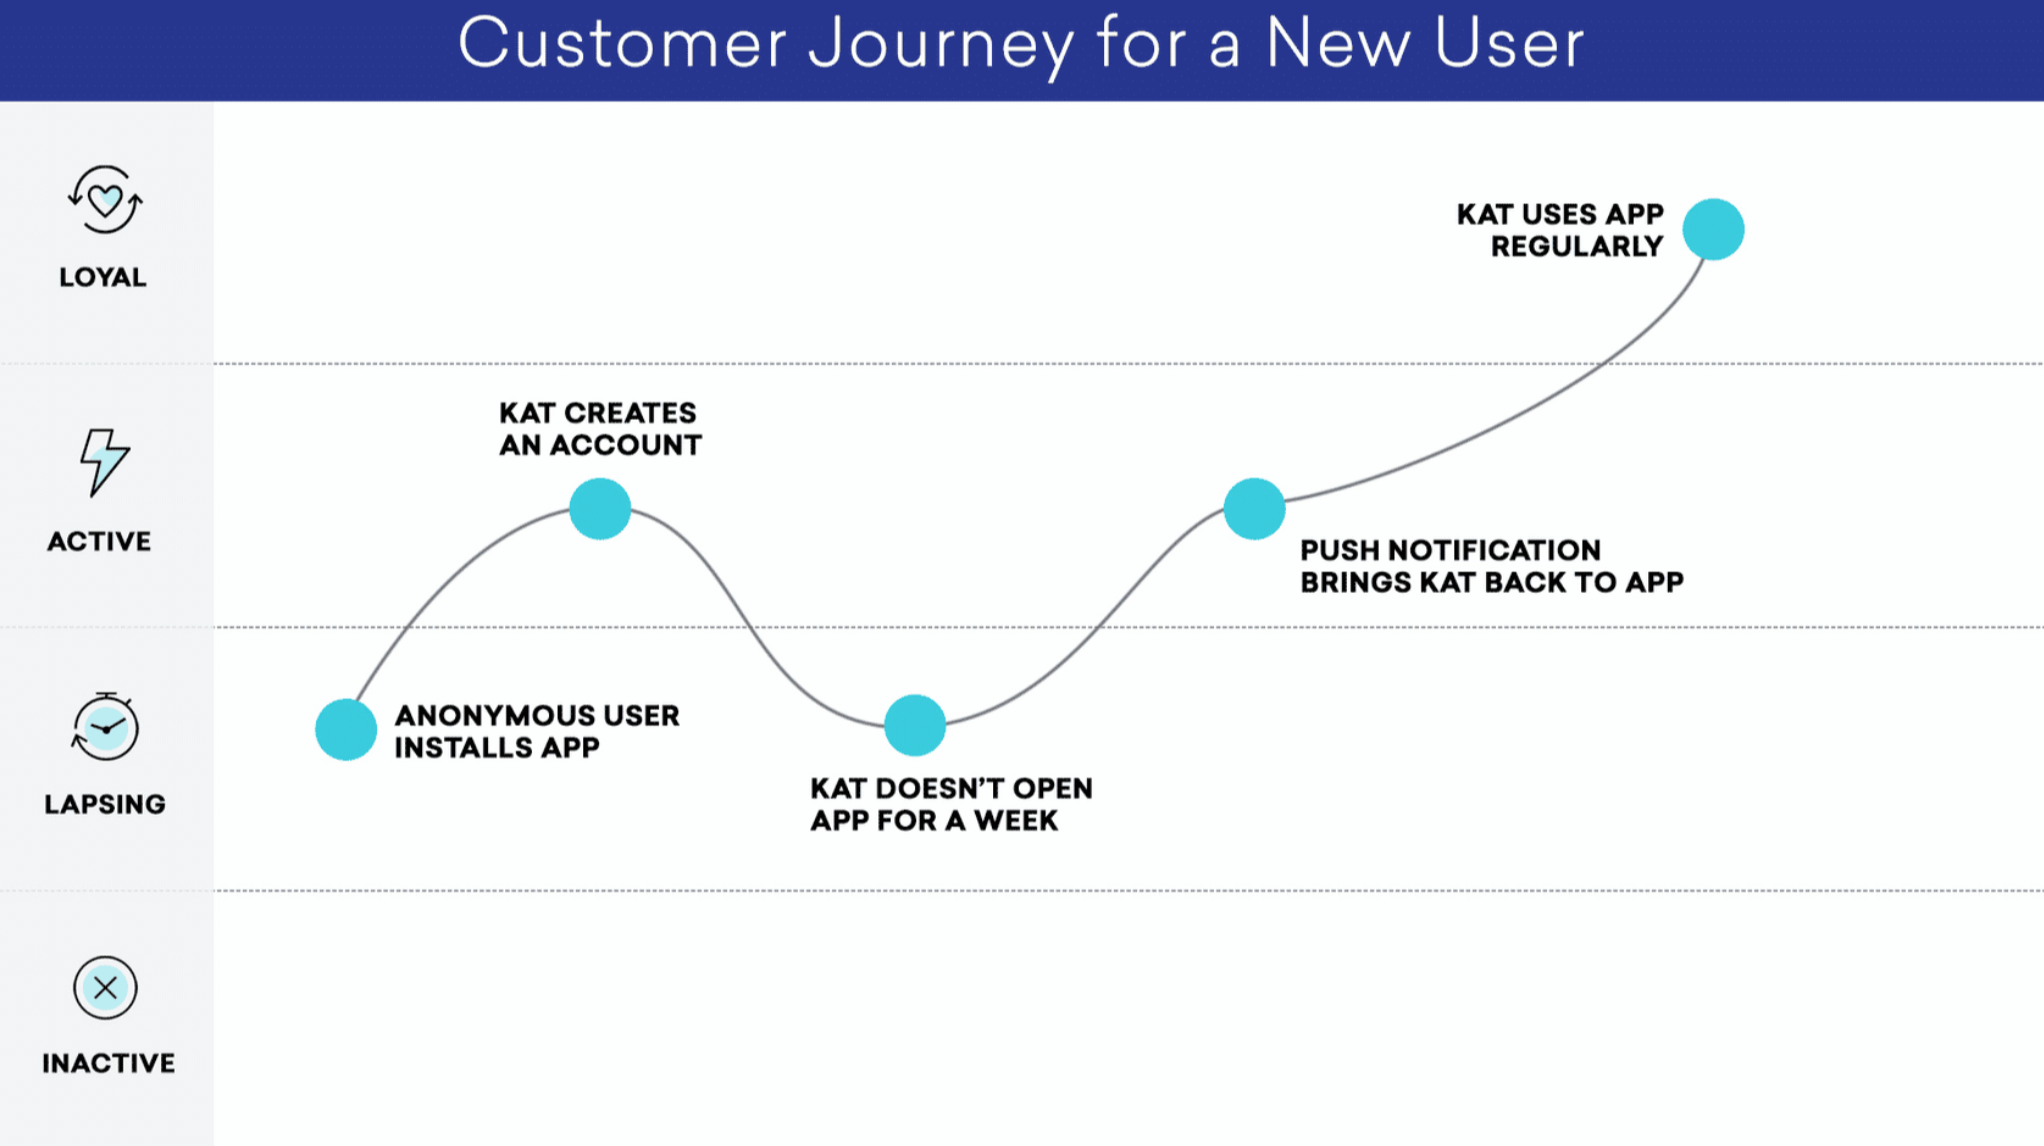 Customer Journey for a New User
LOYAL
KAT USES APP
REGULARLY
ACTIVE
KAT CREATES
AN ACCOUNT
PUSH NOTIFICATION
BRINGS KAT BACK TO APP
LAPSING
ANONYMOUS USER
INSTALLS APP
KAT DOESN’T OPEN
APP FOR A WEEK
INACTIVE